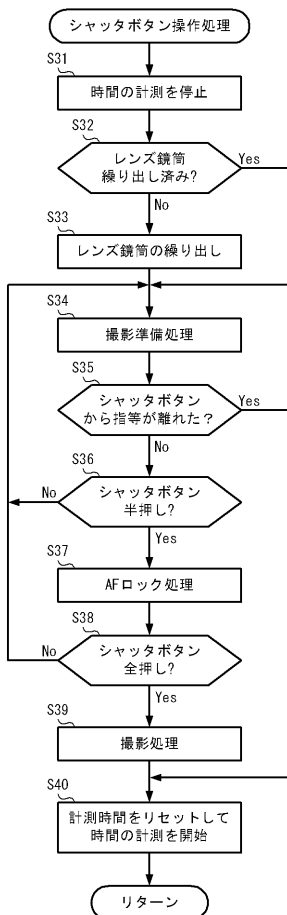 シャッタボタン操作処理
S31
時間の計測を停止
S32
レンズ鏡筒
繰り出し済み?
Yes
No
S33
レンズ鏡筒の繰り出し
S34
撮影準備処理
S35
シャッタボタン
から指等が離れた？
Yes
No
S36
シャッタボタン
半押し?
No
Yes
S37
AFロック処理
S38
シャッタボタン
全押し?
No
Yes
S39
撮影処理
S40
計測時間をリセットして
時間の計測を開始
リターン